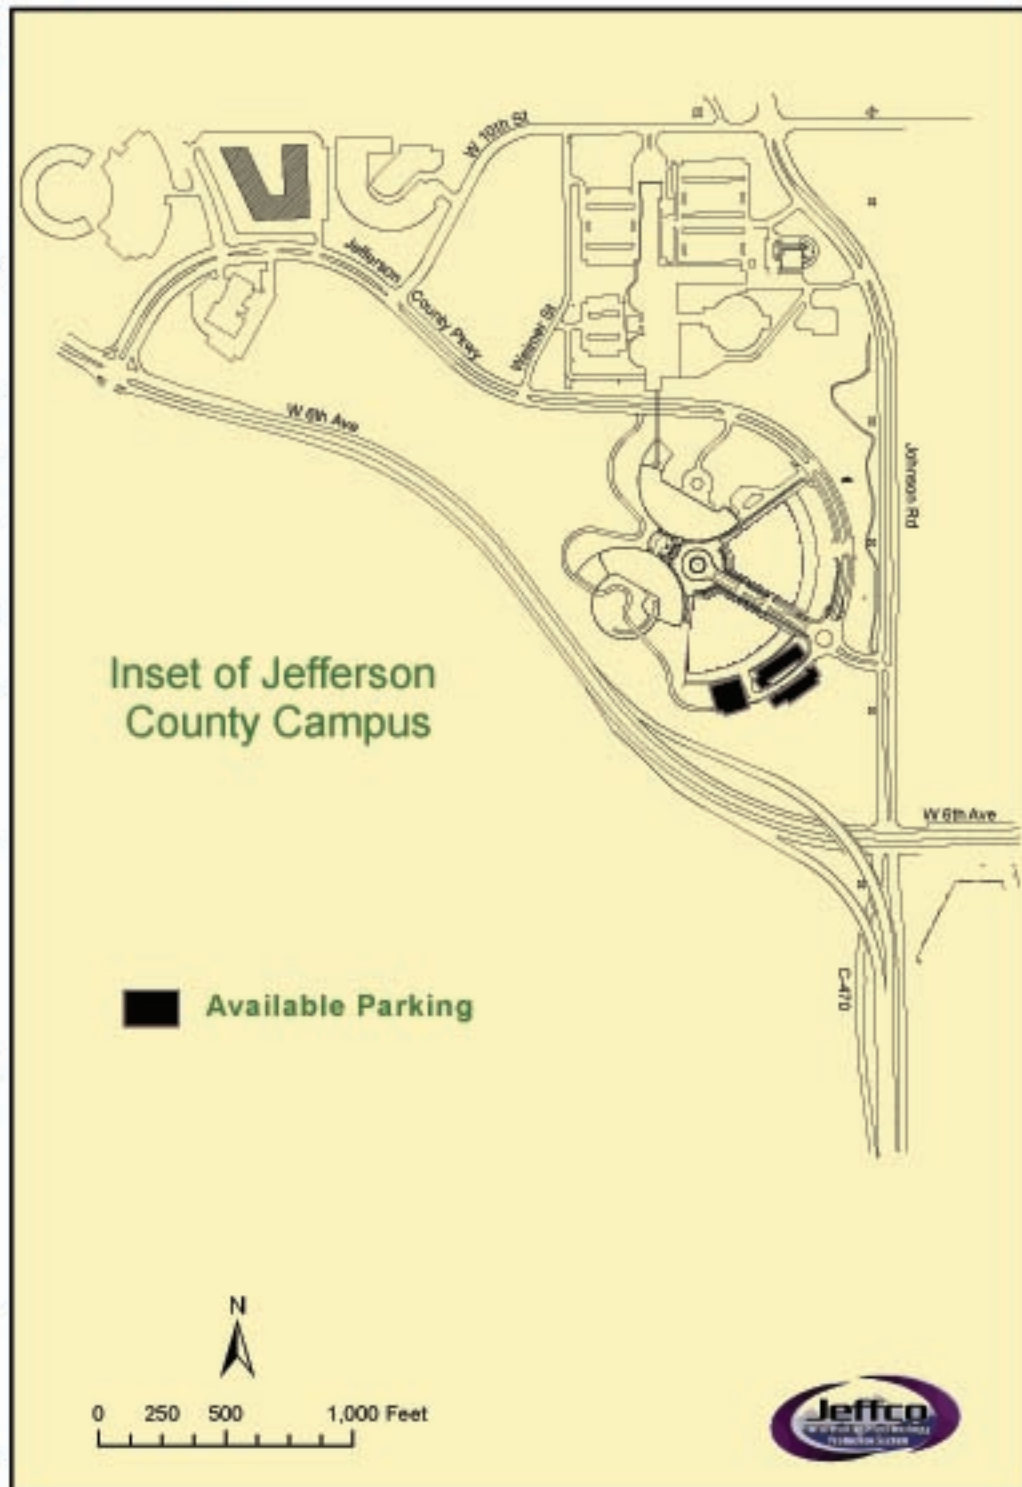 W 10th St
Jefferson
County Pkwy
Weimer St
W 6th Ave
Johnson Rd
Inset of Jefferson
County Campus
W 6th Ave
C-470
Available Parking
N
0 250 500 1,000 Feet
Jeffco